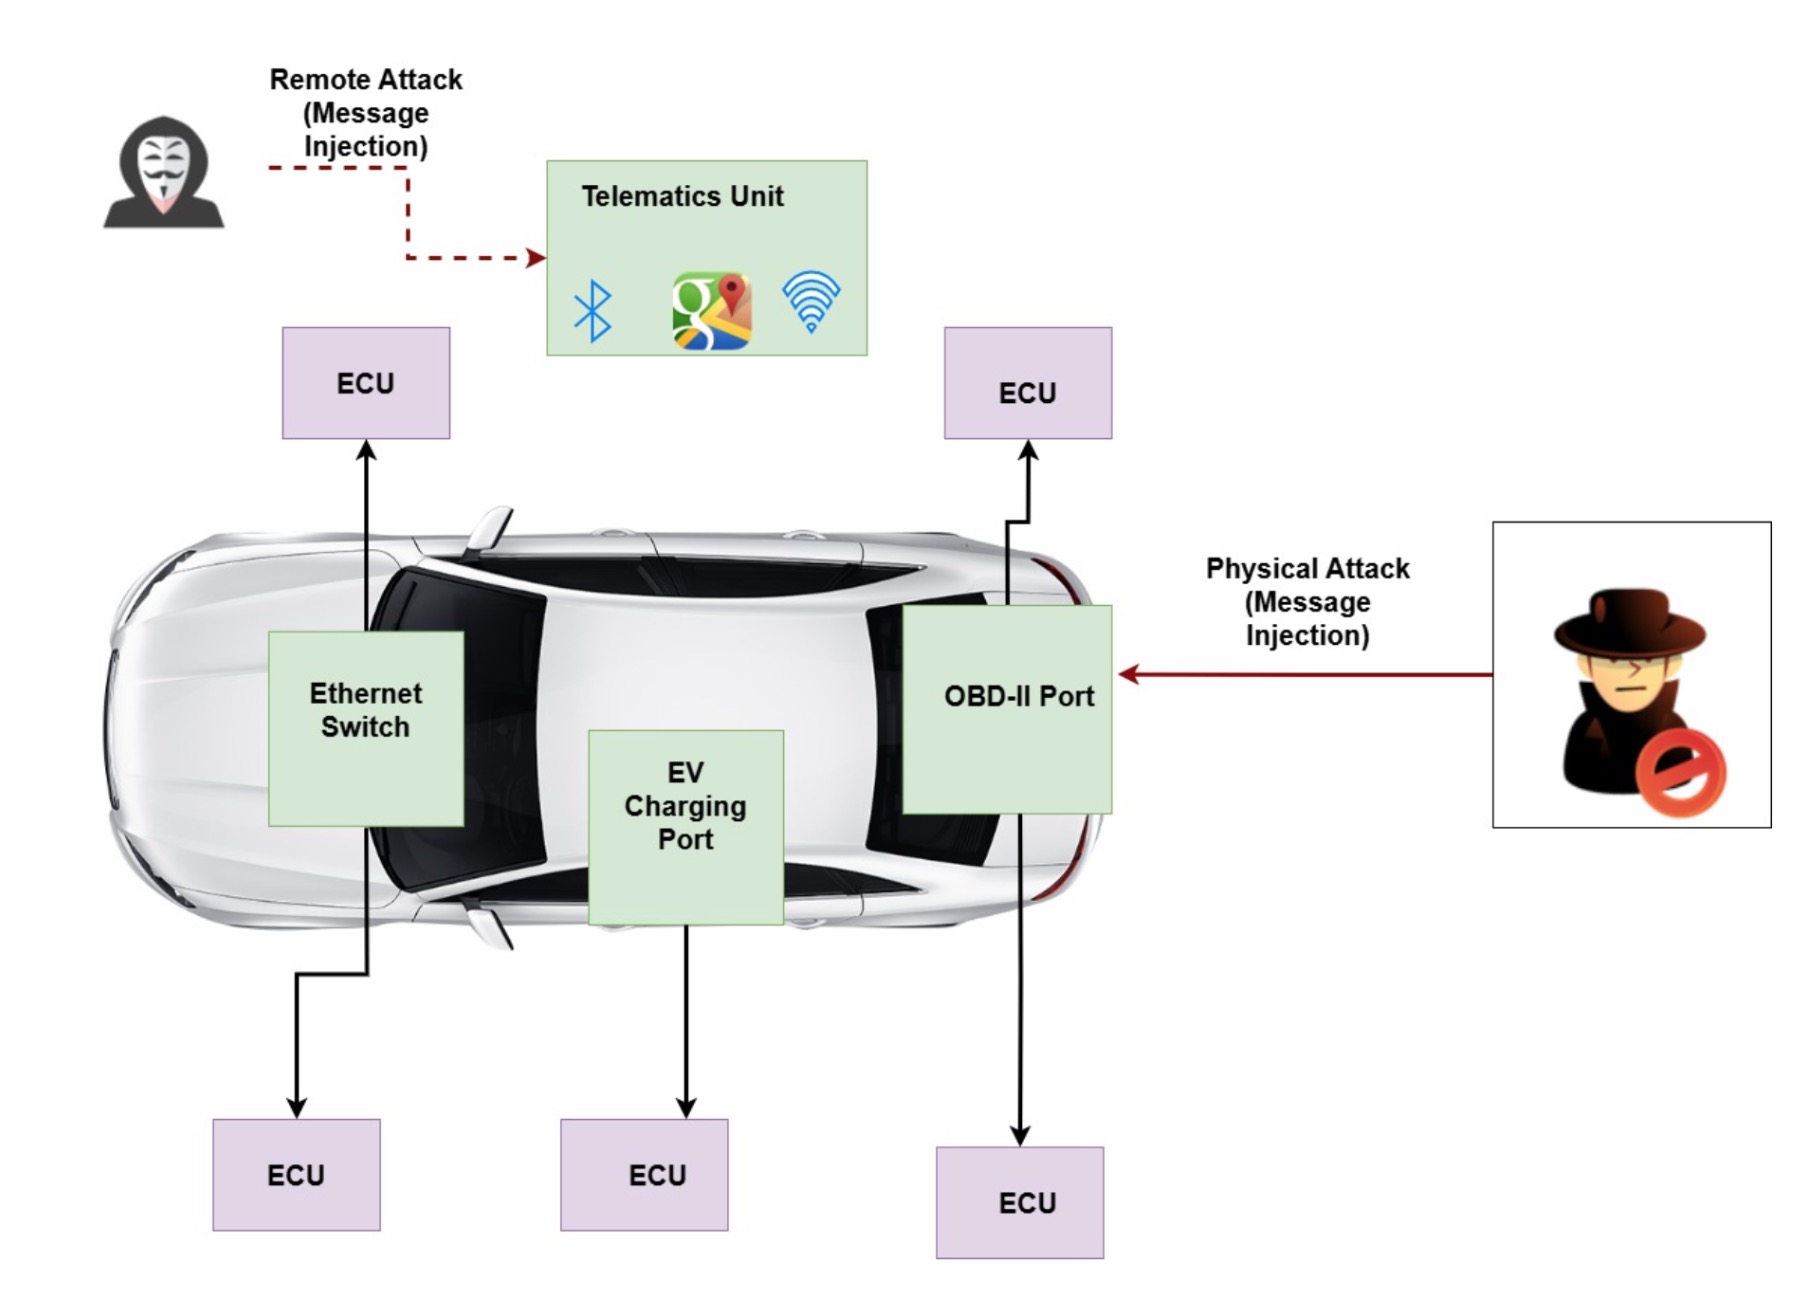 Remote Attack
(Message
Injection)
Telematics Unit
g
ECU
ECU
Physical Attack
(Message
Injection)
Ethernet
Switch
OBD-II Port
EV
Charging
Port
ECU
ECU
ECU